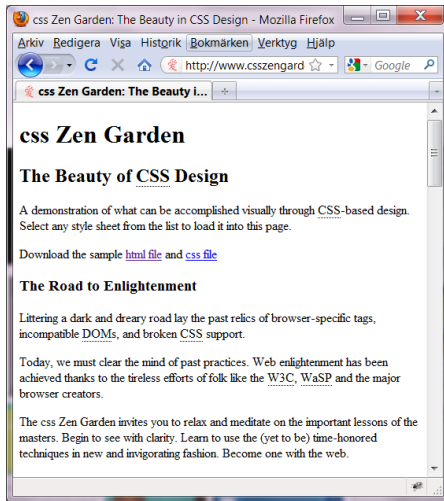 css Zen Garden: The Beauty in CSS Design - Mozilla Firefox
Arkiv Redigera Visa Historik Bokmärken Verktyg Hjälp
http://www.csszengard Google
css Zen Garden: The Beauty i...
css Zen Garden
The Beauty of CSS Design
A demonstration of what can be accomplished visually through CSS-based design.
Select any style sheet from the list to load it into this page.
Download the sample html file and css file
The Road to Enlightenment
Littering a dark and dreary road lay the past relics of browser-specific tags,
incompatible DOMs, and broken CSS support.
Today, we must clear the mind of past practices. Web enlightenment has been
achieved thanks to the tireless efforts of folk like the W3C, WaSP and the major
browser creators.
The css Zen Garden invites you to relax and meditate on the important lessons of the
masters. Begin to see with clarity. Learn to use the (yet to be) time-honored
techniques in new and invigorating fashion. Become one with the web.